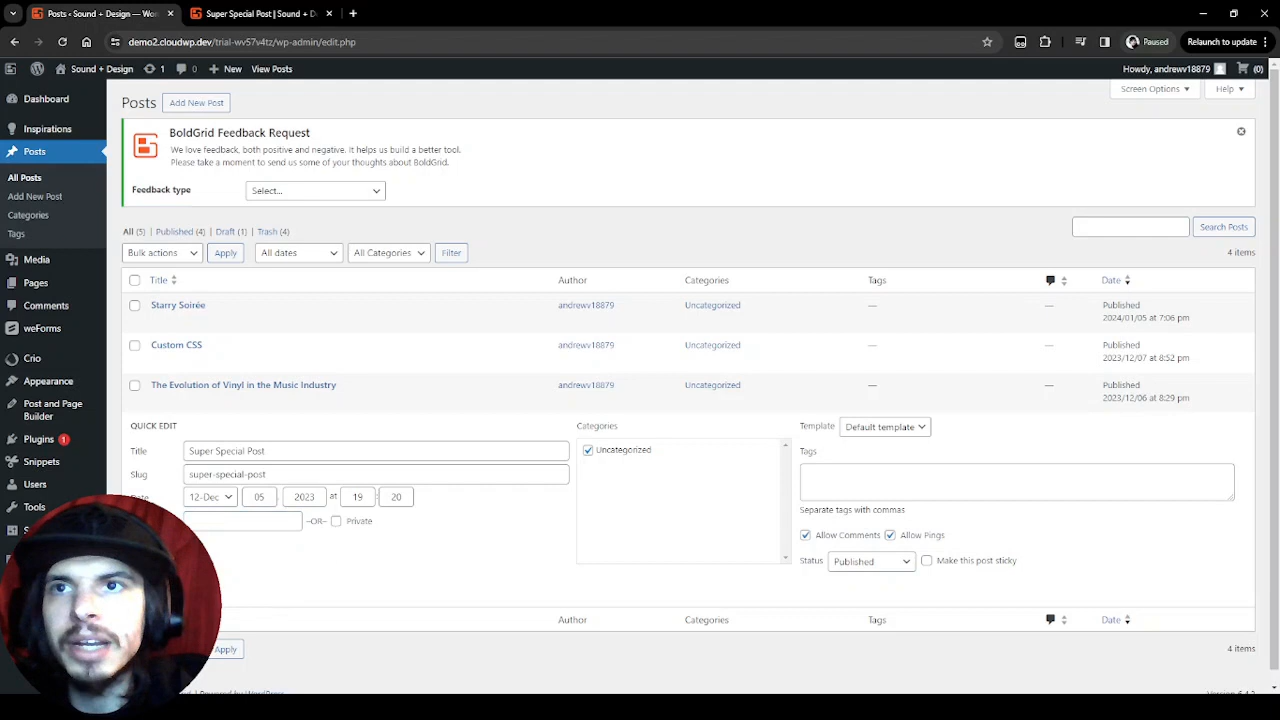 Posts ‹ Sound + Design — Woo
Super Special Post | Sound + De
demo2.cloudwp.dev/trial-wv57v4tz/wp-admin/edit.php
Paused
Relaunch to update
Sound + Design
1
0
New
View Posts
Howdy, andrewv18879
(0)
Dashboard
Inspirations
Posts
All Posts
Add New Post
Categories
Tags
Media
Pages
Comments
weForms
Crio
Appearance
Post and Page
Builder
Plugins 1
Snippets
Users
Tools
Posts
Add New Post
Screen Options
Help
BoldGrid Feedback Request
We love feedback, both positive and negative. It helps us build a better tool.
Please take a moment to send us some of your thoughts about BoldGrid.
Feedback type
Select...
All (5) | Published (4) | Draft (1) | Trash (4)
Search Posts
Bulk actions
Apply
All dates
All Categories
Filter
4 items
Title
Author
Categories
Tags
Date
Starry Soirée
andrewv18879
Uncategorized
—
—
Published
2024/01/05 at 7:06 pm
Custom CSS
andrewv18879
Uncategorized
—
—
Published
2023/12/07 at 8:52 pm
The Evolution of Vinyl in the Music Industry
andrewv18879
Uncategorized
—
—
Published
2023/12/06 at 8:29 pm
QUICK EDIT
Title
Super Special Post
Slug
super-special-post
Date
12-Dec 05 2023 at 19 : 20
–OR– Private
Categories
Uncategorized
Template
Default template
Tags
Separate tags with commas
Allow Comments
Allow Pings
Status
Published
Make this post sticky
Author
Categories
Tags
Date
Apply
4 items